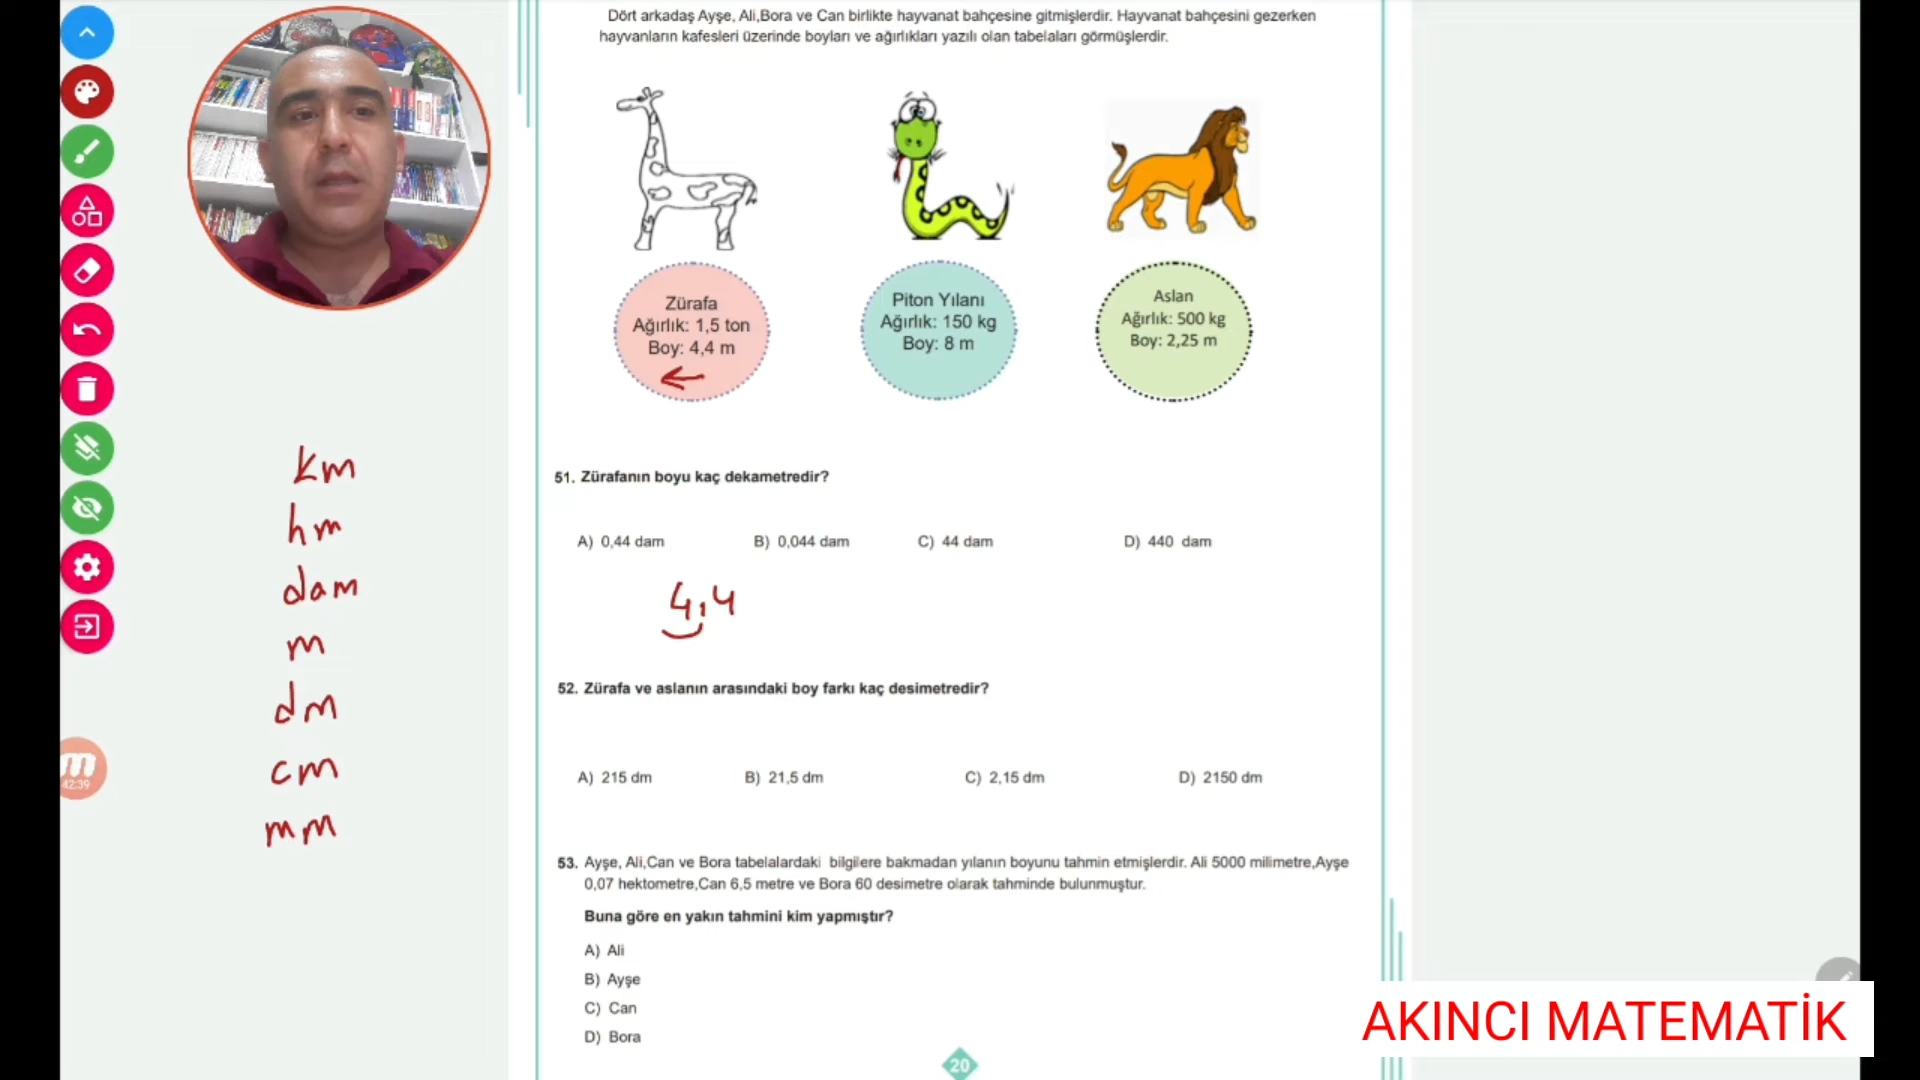 Dört arkadaş Ayşe, Ali,Bora ve Can birlikte hayvanat bahçesine gitmişlerdir. Hayvanat bahçesini gezerken
hayvanların kafesleri üzerinde boyları ve ağırlıkları yazılı olan tabelaları görmüşlerdir.
Zürafa
Ağırlık: 1,5 ton
Boy: 4,4 m
Piton Yılanı
Ağırlık: 150 kg
Boy: 8 m
Aslan
Ağırlık: 500 kg
Boy: 2,25 m
km
hm
dam
m
dm
cm
mm
42:39
51. Zürafanın boyu kaç dekametredir?
A) 0,44 dam B) 0,044 dam C) 44 dam D) 440 dam
4,4
52. Zürafa ve aslanın arasındaki boy farkı kaç desimetredir?
A) 215 dm B) 21,5 dm C) 2,15 dm D) 2150 dm
53. Ayşe, Ali,Can ve Bora tabelalardaki bilgilere bakmadan yılanın boyunu tahmin etmişlerdir. Ali 5000 milimetre,Ayşe
0,07 hektometre,Can 6,5 metre ve Bora 60 desimetre olarak tahminde bulunmuştur.
Buna göre en yakın tahmini kim yapmıştır?
A) Ali
B) Ayşe
C) Can
D) Bora
20
AKINCI MATEMATİK